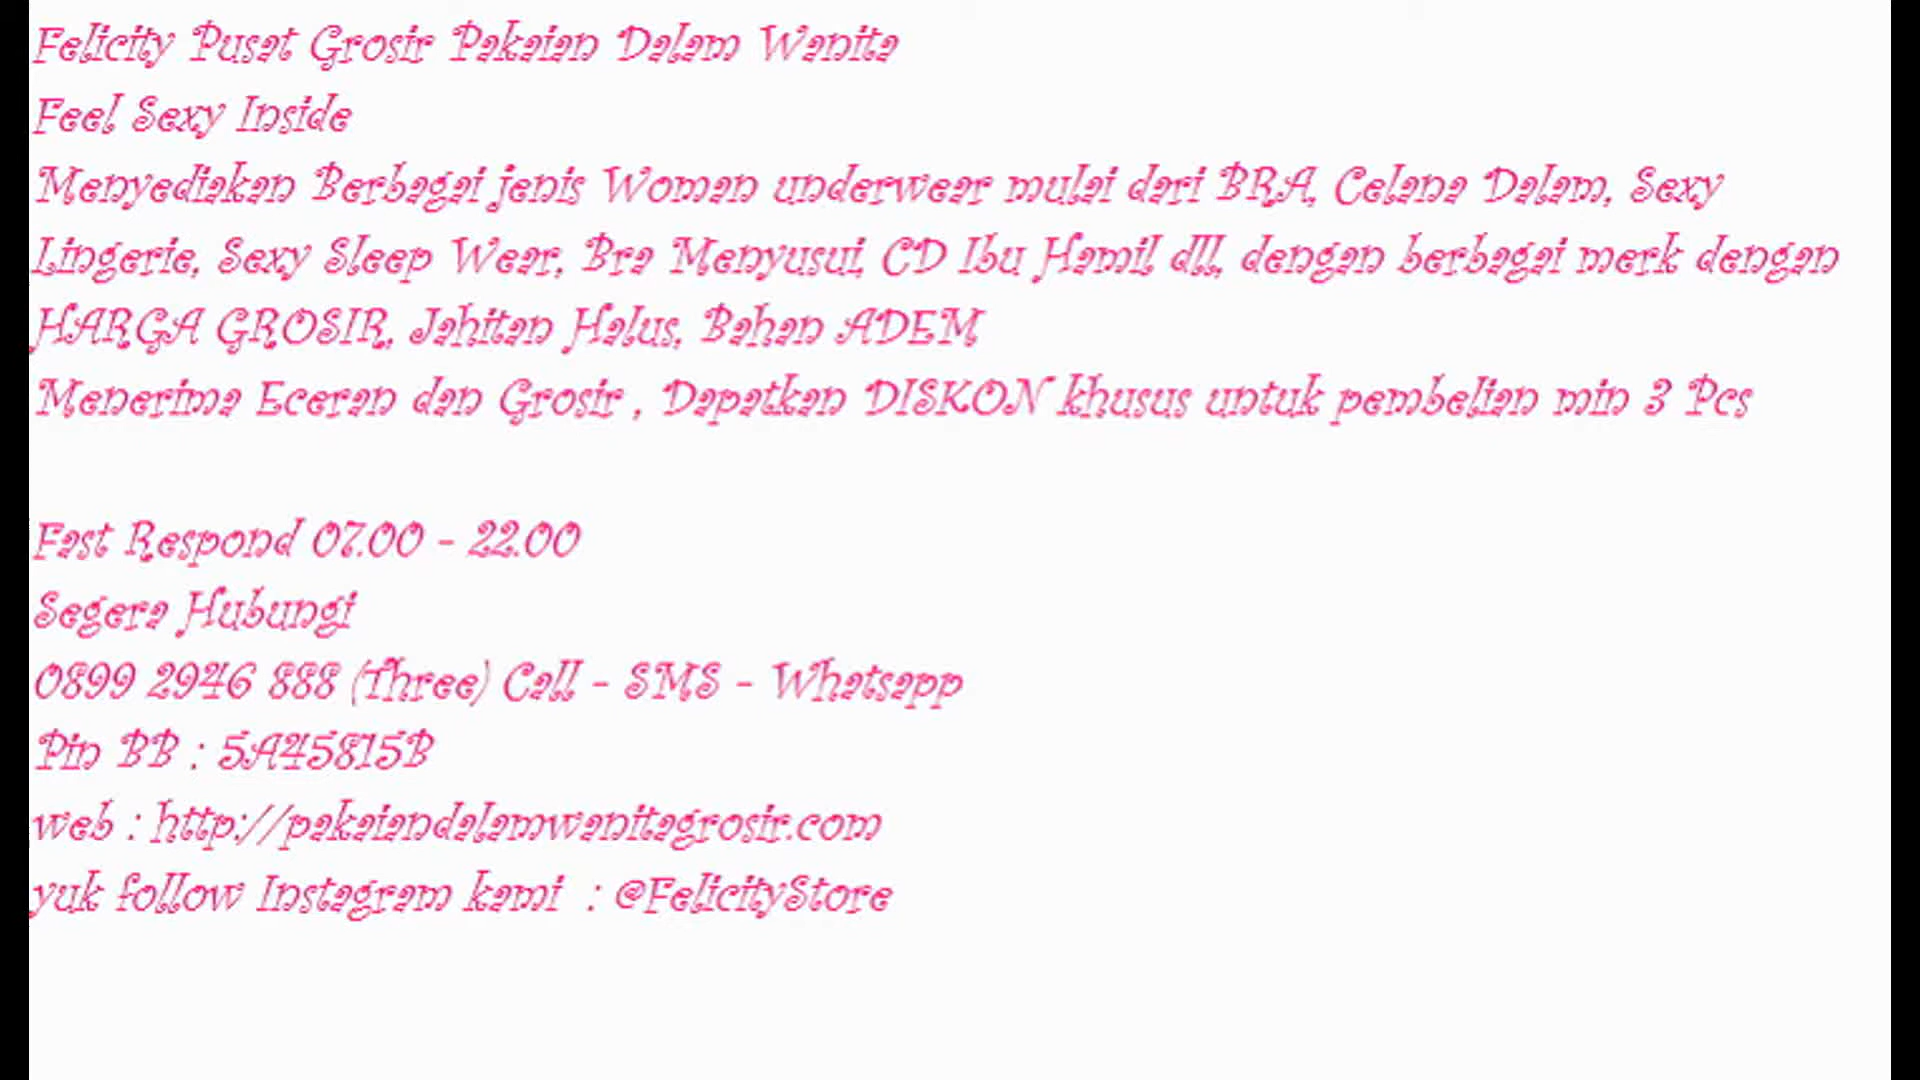 Felicity Pusat Grosir Pakaian Dalam Wanita
Feel Sexy Inside
Menyediakan Berbagai jenis Woman underwear mulai dari BRA, Celana Dalam, Sexy
Lingerie, Sexy Sleep Wear, Bra Menyusui, CD Ibu Hamil dll, dengan berbagai merk dengan
HARGA GROSIR, Jahitan Halus, Bahan ADEM
Menerima Eceran dan Grosir , Dapatkan DISKON khusus untuk pembelian min 3 Pcs
Fast Respond 07.00 - 22.00
Segera Hubungi
0899 2946 888 (Three) Call - SMS - Whatsapp
Pin BB : 5A45815B
web : http://pakaiandalamwanitagrosir.com
yuk follow Instagram kami  : @FelicityStore